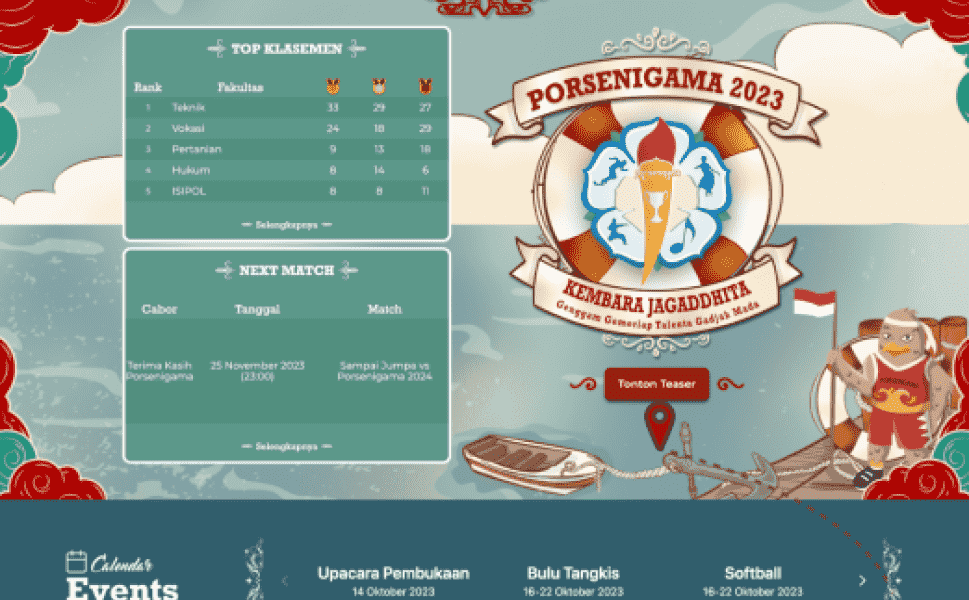 TOP KLASEMEN
Rank Fakultas
1 Teknik 33 29 27
2 Vokasi 24 18 29
3 Pertanian 9 13 18
4 Hukum 8 14 6
5 ISIPOL 8 8 11
Selengkapnya
NEXT MATCH
Cabor Tanggal Match
Terima Kasih 25 November 2023 Sampai Jumpa vs
Porsenigama (23:00) Porsenigama 2024
Selengkapnya
PORSENIGAMA 2023
KEMBARA JAGADDHITA
Genggam Gemerlap Talenta Gadjah Mada
Tonton Teaser
Calendar
Events
Upacara Pembukaan Bulu Tangkis Softball
14 Oktober 2023 16-22 Oktober 2023 16-22 Oktober 2023